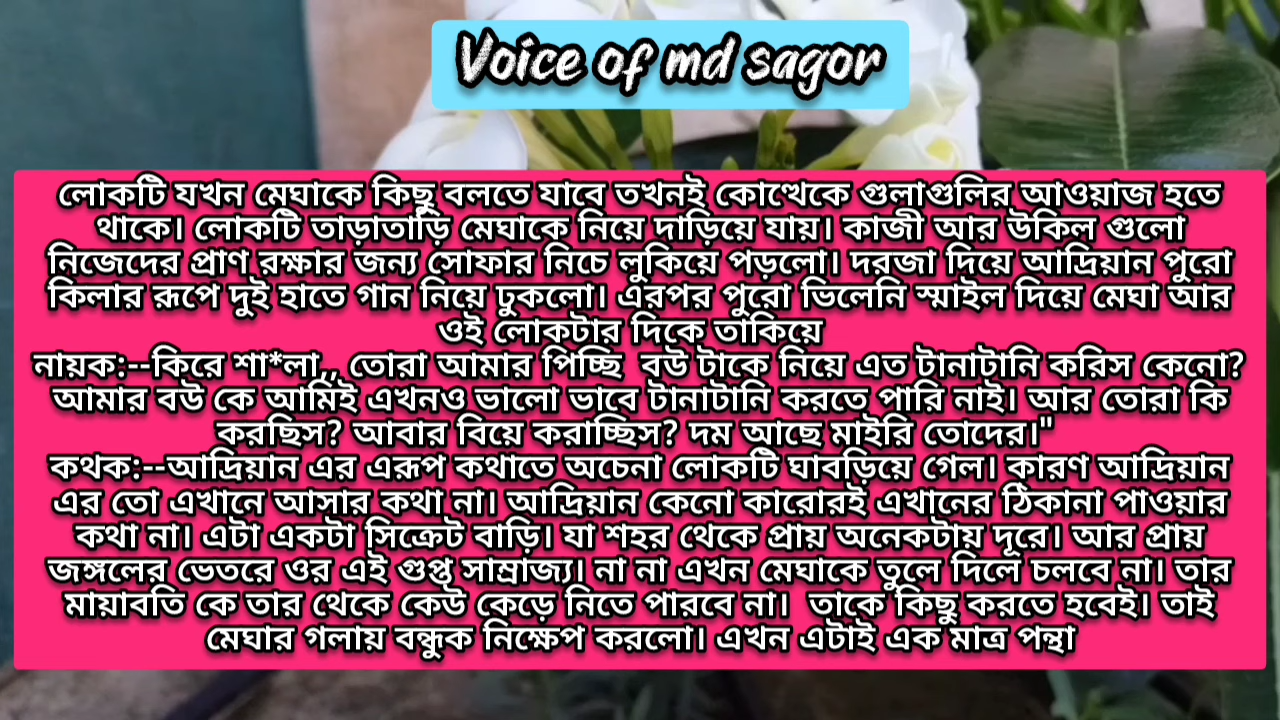 Voice of md sagor
লোকটি যখন মেঘাকে কিছু বলতে যাবে তখনই কোত্থেকে গুলাগুলির আওয়াজ হতে
থাকে। লোকটি তাড়াতাড়ি মেঘাকে নিয়ে দাড়িয়ে যায়। কাজী আর উকিল গুলো
নিজেদের প্রাণ রক্ষার জন্য সোফার নিচে লুকিয়ে পড়লো। দরজা দিয়ে আদ্রিয়ান পুরো
কিলার রূপে দুই হাতে গান নিয়ে ঢুকলো। এরপর পুরো ভিলেনি স্মাইল দিয়ে মেঘা আর
ওই লোকটার দিকে তাকিয়ে
নায়ক:--কিরে শা*লা,, তোরা আমার পিচ্ছি  বউ টাকে নিয়ে এত টানাটানি করিস কেনো?
আমার বউ কে আমিই এখনও ভালো ভাবে টানাটানি করতে পারি নাই। আর তোরা কি
করছিস? আবার বিয়ে করাচ্ছিস? দম আছে মাইরি তোদের।"
কথক:--আদ্রিয়ান এর এরূপ কথাতে অচেনা লোকটি ঘাবড়িয়ে গেল। কারণ আদ্রিয়ান
এর তো এখানে আসার কথা না। আদ্রিয়ান কেনো কারোরই এখানের ঠিকানা পাওয়ার
কথা না। এটা একটা সিক্রেট বাড়ি। যা শহর থেকে প্রায় অনেকটায় দূরে। আর প্রায়
জঙ্গলের ভেতরে ওর এই গুপ্ত সাম্রাজ্য। না না এখন মেঘাকে তুলে দিলে চলবে না। তার
মায়াবতি কে তার থেকে কেউ কেড়ে নিতে পারবে না।  তাকে কিছু করতে হবেই। তাই
মেঘার গলায় বন্ধুক নিক্ষেপ করলো। এখন এটাই এক মাত্র পন্থা